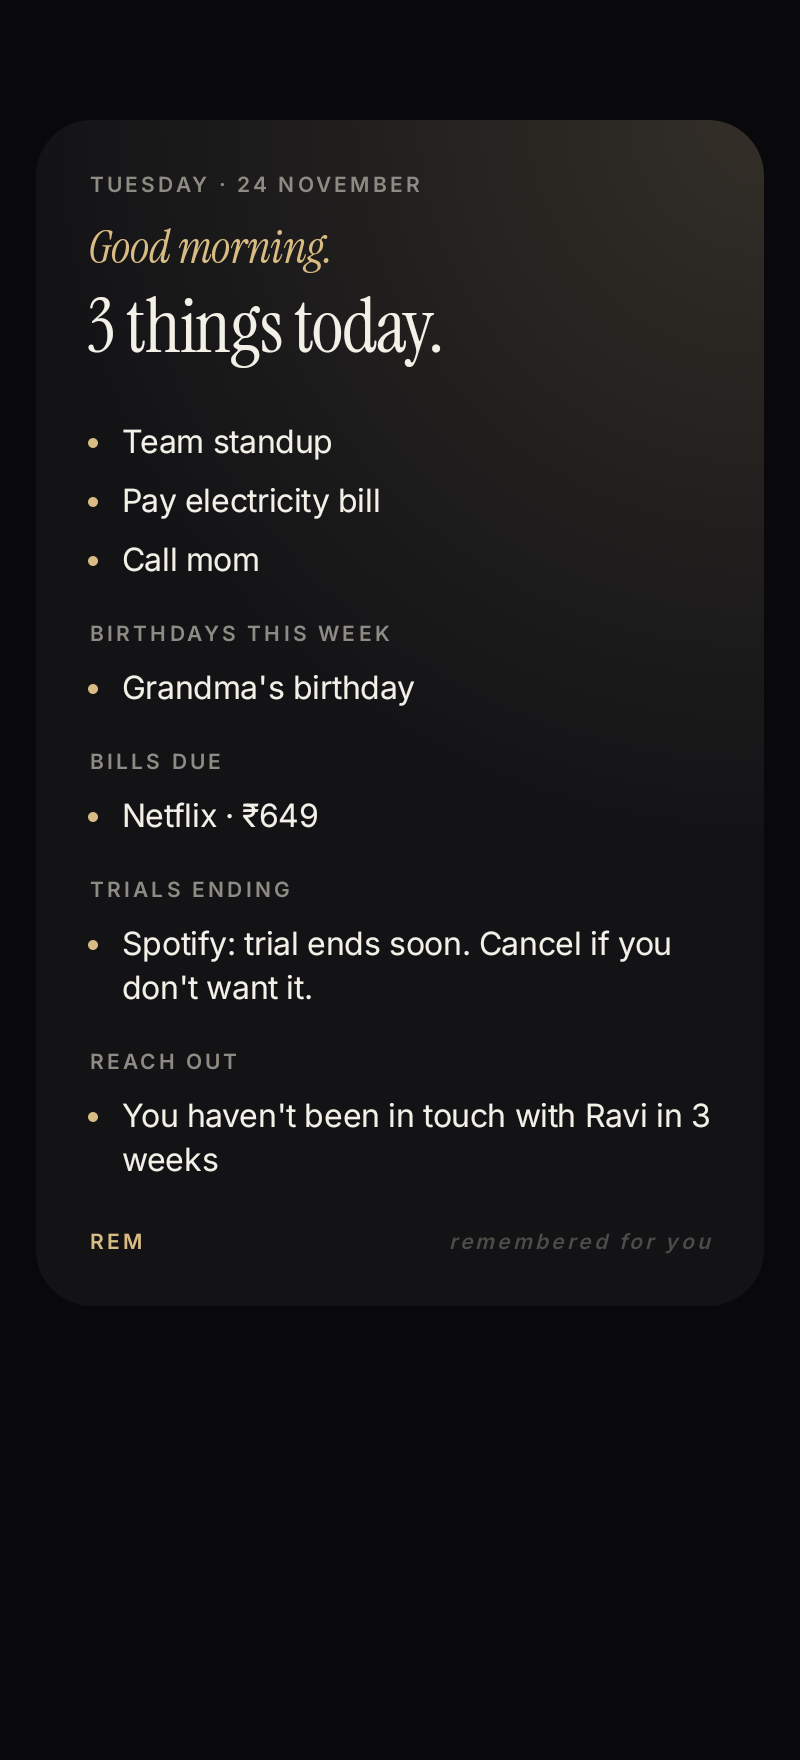 TUESDAY · 24 NOVEMBER
Good morning.
3 things today.
• Team standup
• Pay electricity bill
• Call mom
BIRTHDAYS THIS WEEK
• Grandma's birthday
BILLS DUE
• Netflix · ₹649
TRIALS ENDING
• Spotify: trial ends soon. Cancel if you
don't want it.
REACH OUT
• You haven't been in touch with Ravi in 3
weeks
REM remembered for you